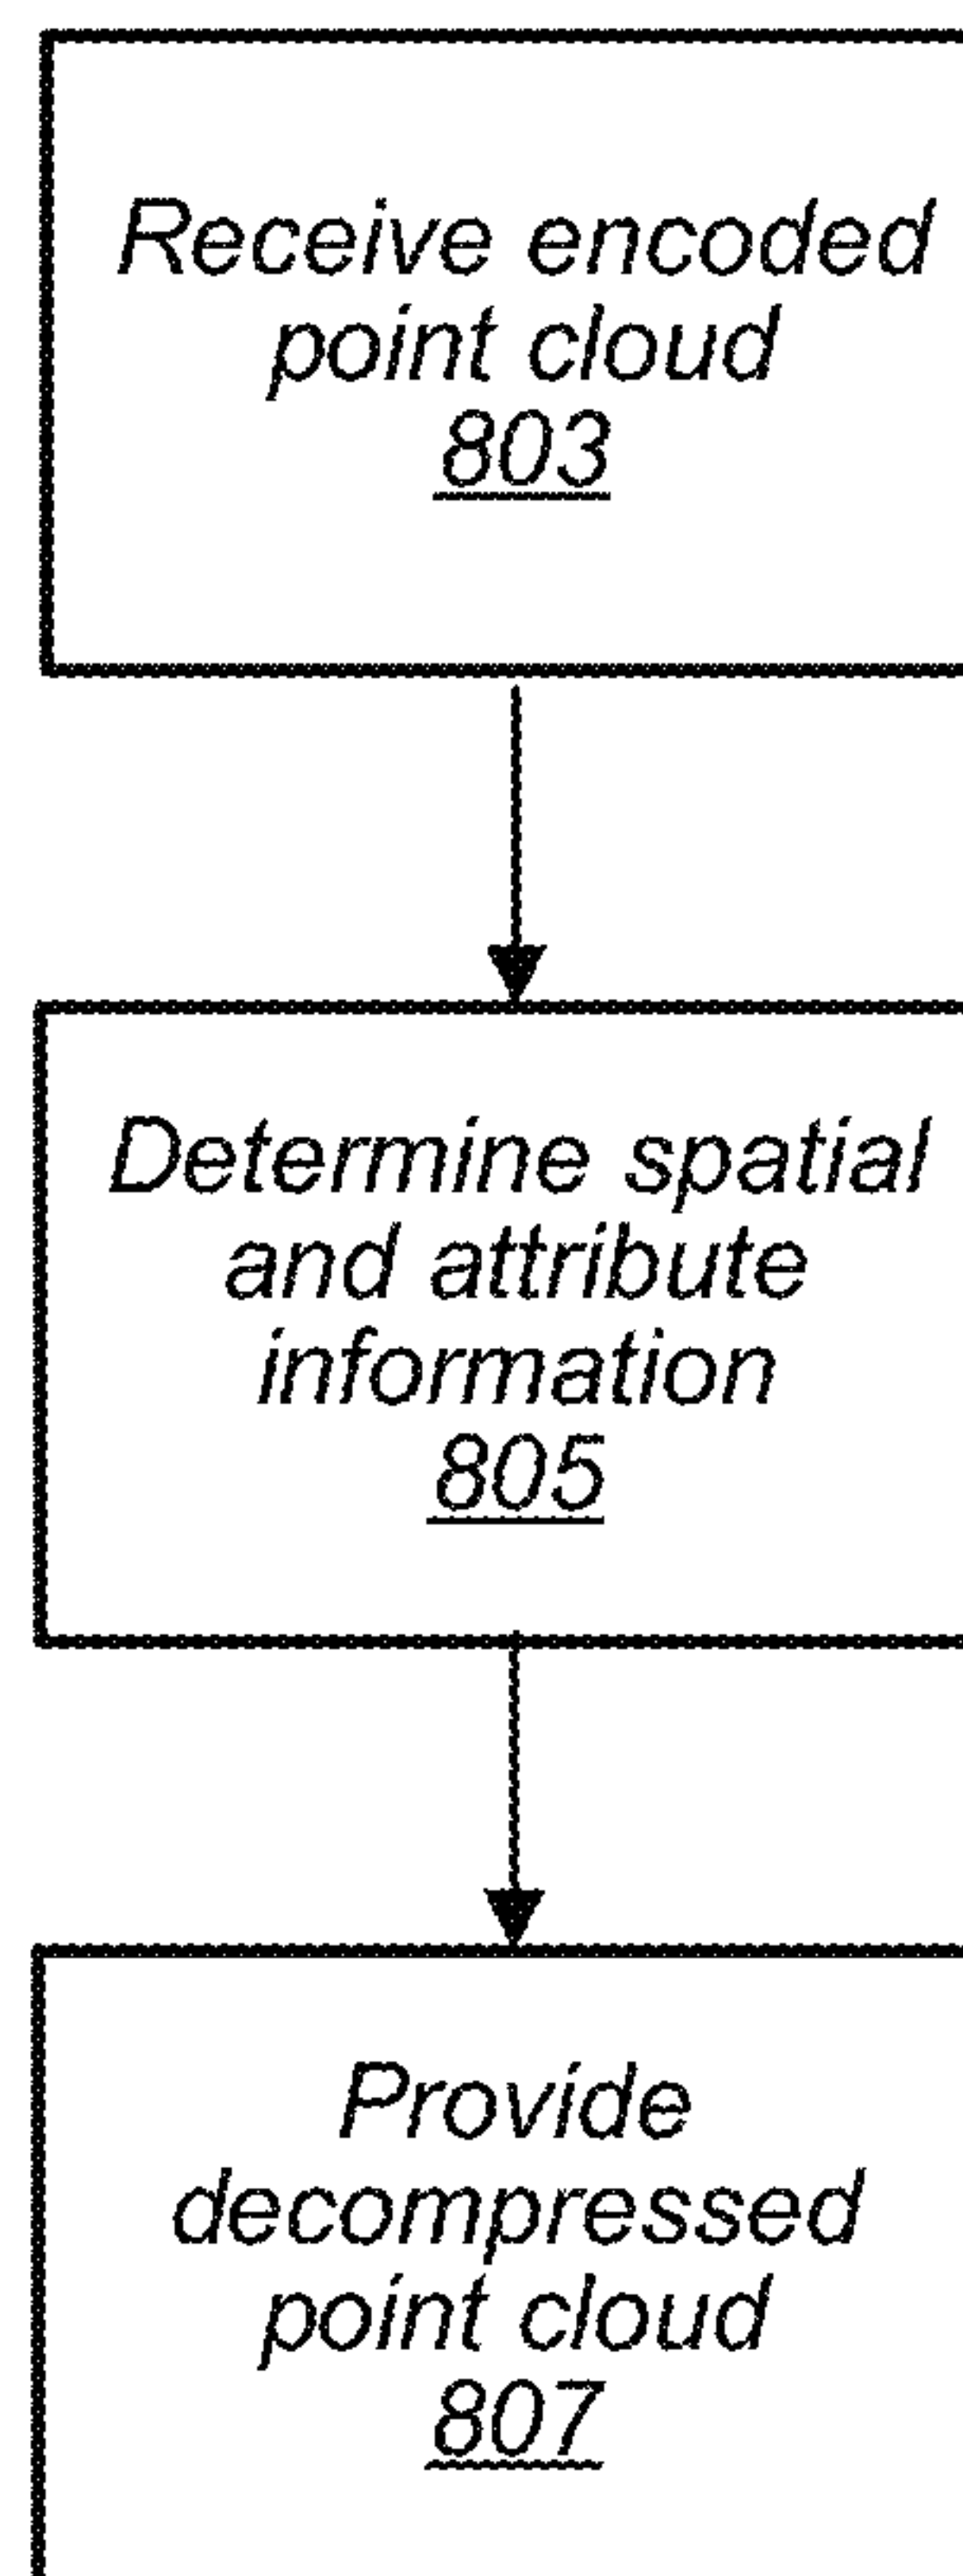 Receive encoded
point cloud
803
Determine spatial
and attribute
information
805
Provide
decompressed
point cloud
807